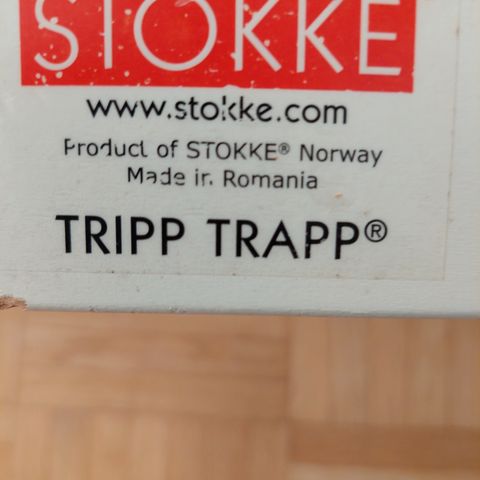 STOKKE
www.stokke.com
Product of STOKKE® Norway
Made in Romania
TRIPP TRAPP®